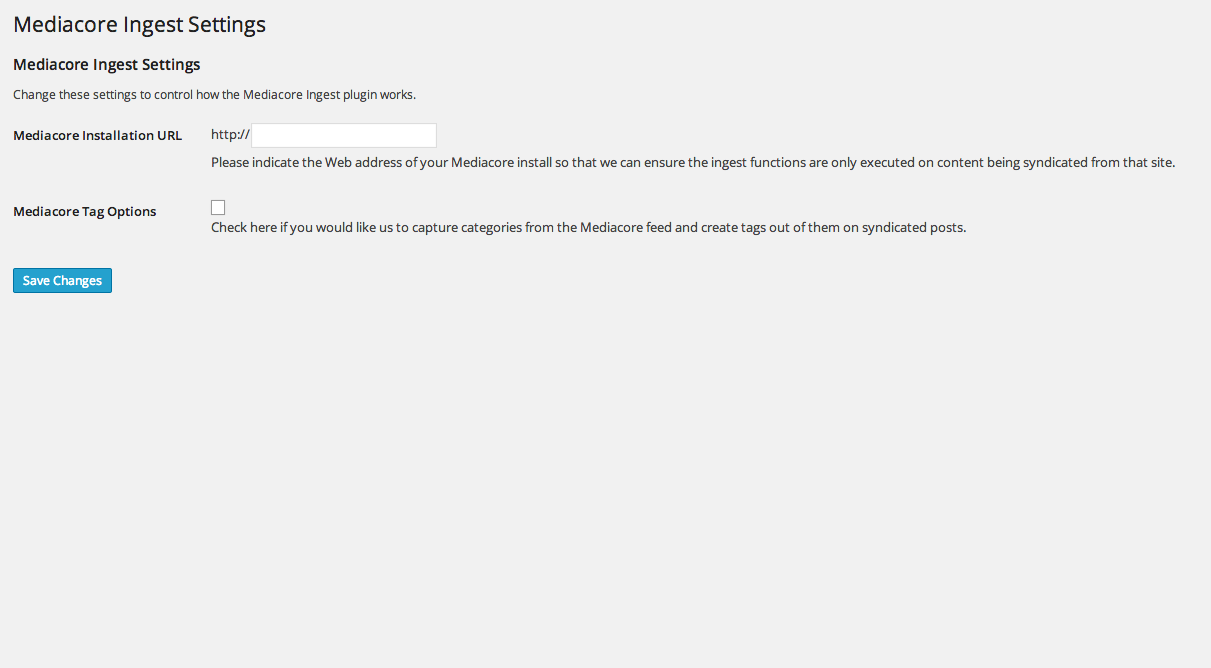 Mediacore Ingest Settings
Mediacore Ingest Settings
Change these settings to control how the Mediacore Ingest plugin works.
Mediacore Installation URL http://
Please indicate the Web address of your Mediacore install so that we can ensure the ingest functions are only executed on content being syndicated from that site.
Mediacore Tag Options
Check here if you would like us to capture categories from the Mediacore feed and create tags out of them on syndicated posts.
Save Changes